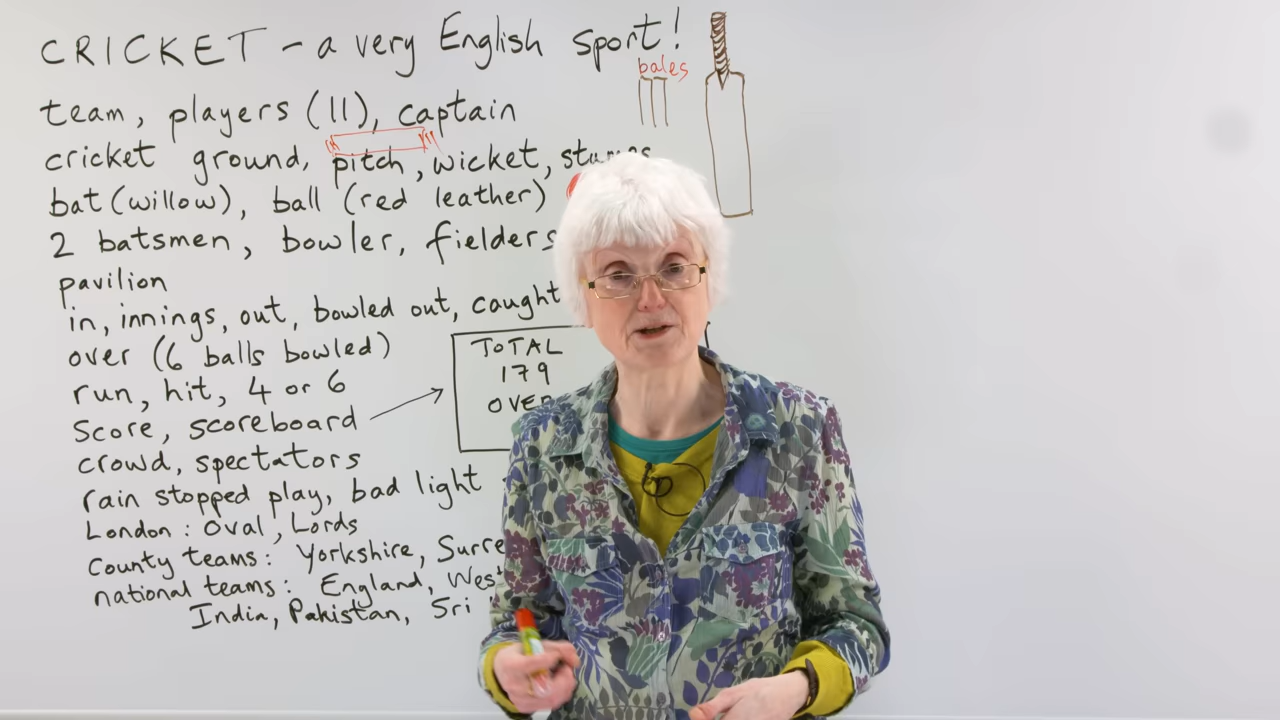 CRICKET - a very English sport!
bales
team, players (11), captain
cricket ground, pitch, wicket, stumps
bat (willow), ball (red leather)
2 batsmen, bowler, fielders
pavilion
in, innings, out, bowled out, caught
over (6 balls bowled)
TOTAL
179
run, hit, 4 or 6
score, scoreboard
crowd, spectators
rain stopped play, bad light
London: Oval, Lords
County teams: Yorkshire,
national teams: England,
India, Pakistan, Sri